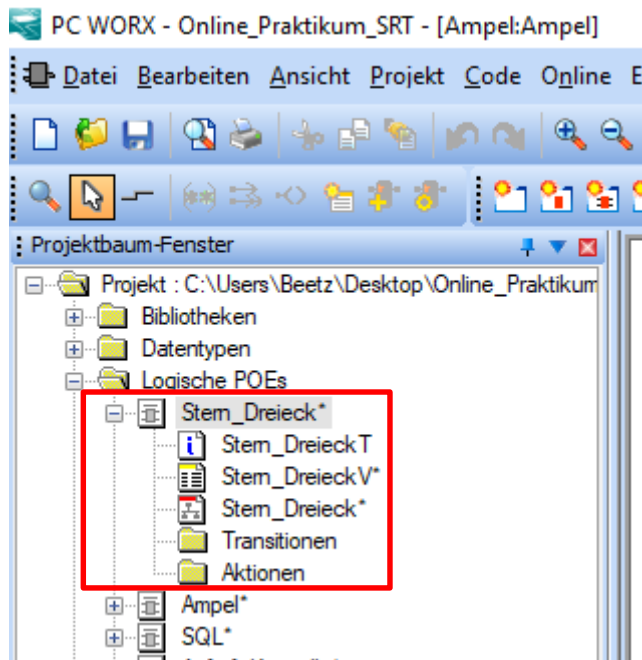 PC WORX - Online_Praktikum_SRT - [Ampel:Ampel]
Datei Bearbeiten Ansicht Projekt Code Online E
Projektbaum-Fenster
Projekt : C:\Users\Beetz\Desktop\Online_Praktikum
Bibliotheken
Datentypen
Logische POEs
Stern_Dreieck*
Stern_DreieckT
Stern_DreieckV*
Stern_Dreieck*
Transitionen
Aktionen
Ampel*
SQL*